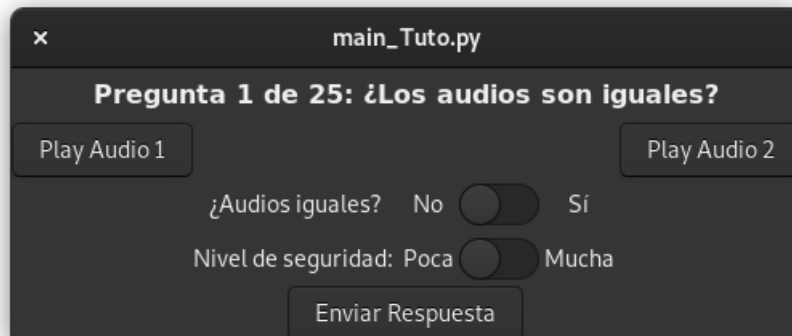 main_Tuto.py
Pregunta 1 de 25: ¿Los audios son iguales?
Play Audio 1 Play Audio 2
¿Audios iguales? No Sí
Nivel de seguridad: Poca Mucha
Enviar Respuesta